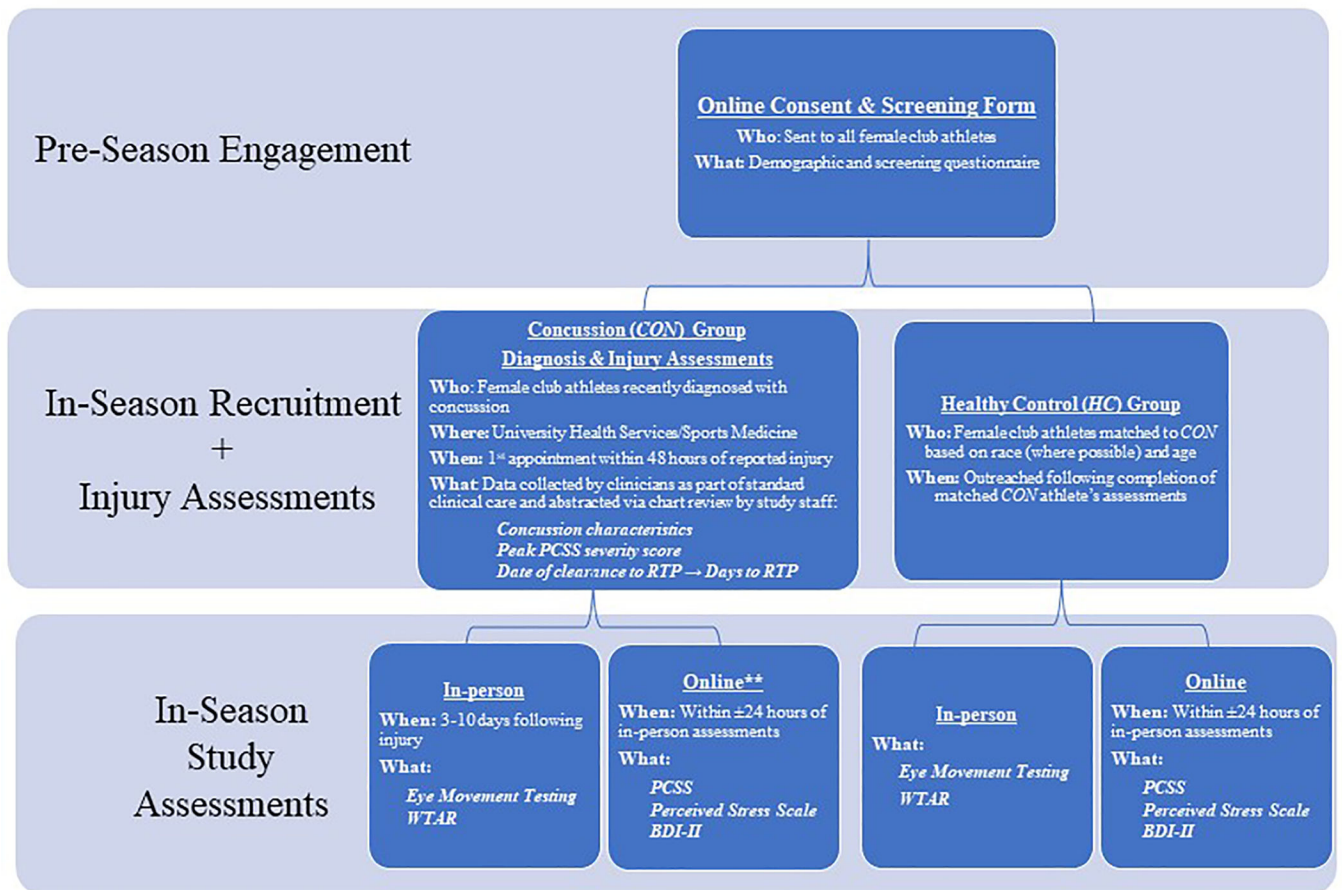 Pre-Season Engagement
Online Consent & Screening Form
Who: Sent to all female club athletes
What: Demographic and screening questionnaire
In-Season Recruitment
+
Injury Assessments
Concussion (CON) Group
Diagnosis & Injury Assessments
Who: Female club athletes recently diagnosed with
concussion
Where: University Health Services/Sports Medicine
When: 1st appointment within 48 hours of reported injury
What: Data collected by clinicians as part of standard
clinical care and abstracted via chart review by study staff:
Concussion characteristics
Peak PCSS severity score
Date of clearance to RTP → Days to RTP
Healthy Control (HC) Group
Who: Female club athletes matched to CON
based on race (where possible) and age
When: Outreached following completion of
matched CON athlete's assessments
In-Season
Study
Assessments
In-person
When: 3-10 days following
injury
What:
Eye Movement Testing
WTAR
Online**
When: Within ±24 hours of
in-person assessments
What:
PCSS
Perceived Stress Scale
BDI-II
In-person
What:
Eye Movement Testing
WTAR
Online
When: Within ±24 hours of
in-person assessments
What:
PCSS
Perceived Stress Scale
BDI-II